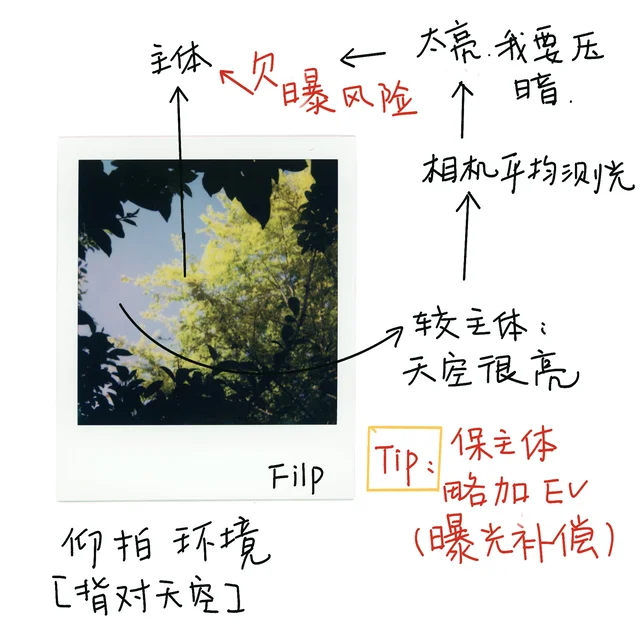 主体
欠
曝风险
太亮.我要压
暗.
相机平均测光
较主体:
天空很亮
Tip:
保主体
略加 EV
(曝光补偿)
Filp
仰拍环境
[指对天空]